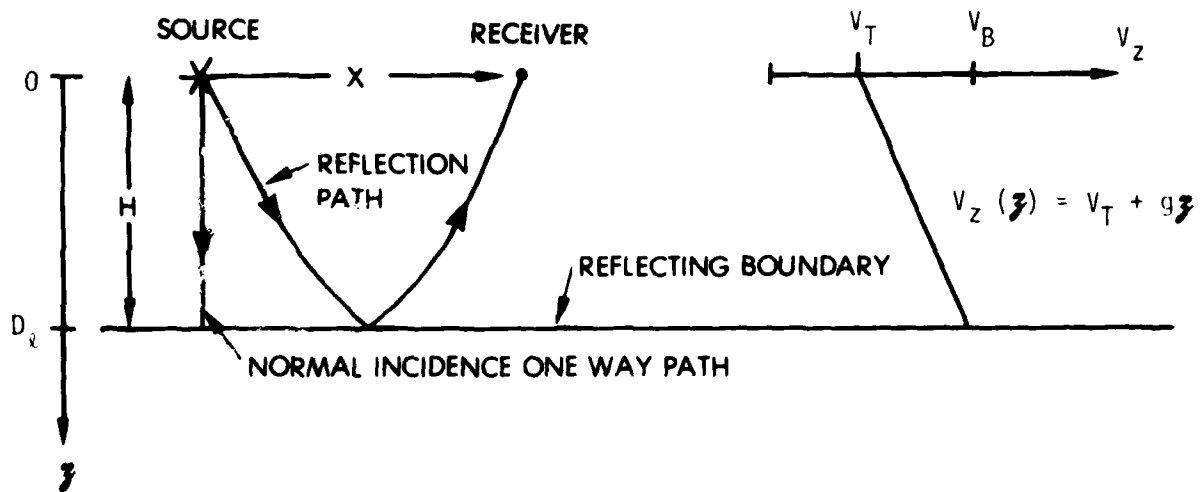 SOURCE
RECEIVER
V_T
V_B
V_z
0
X
H
REFLECTION
PATH
V_z (z) = V_T + gz
REFLECTING BOUNDARY
D_ℓ
NORMAL INCIDENCE ONE WAY PATH
z